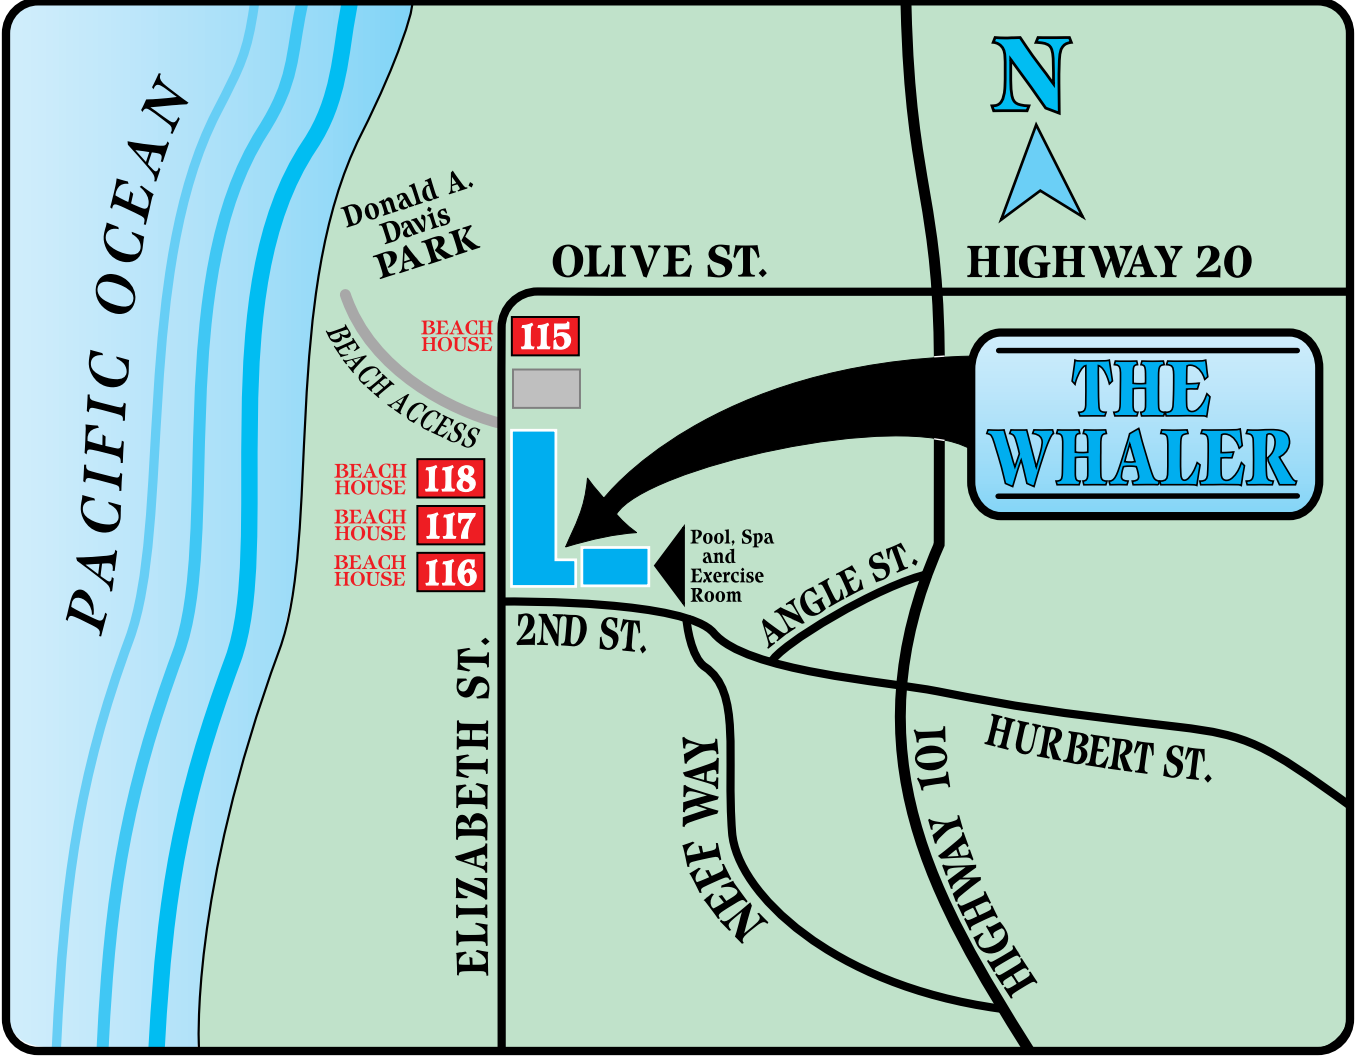 N
PACIFIC OCEAN
Donald A.
Davis
PARK
OLIVE ST.
HIGHWAY 20
BEACH ACCESS
BEACH
HOUSE
115
THE
WHALER
BEACH
HOUSE
118
BEACH
HOUSE
117
BEACH
HOUSE
116
Pool, Spa
and
Exercise
Room
ANGLE ST.
2ND ST.
ELIZABETH ST.
NEFF WAY
HIGHWAY 101
HURBERT ST.